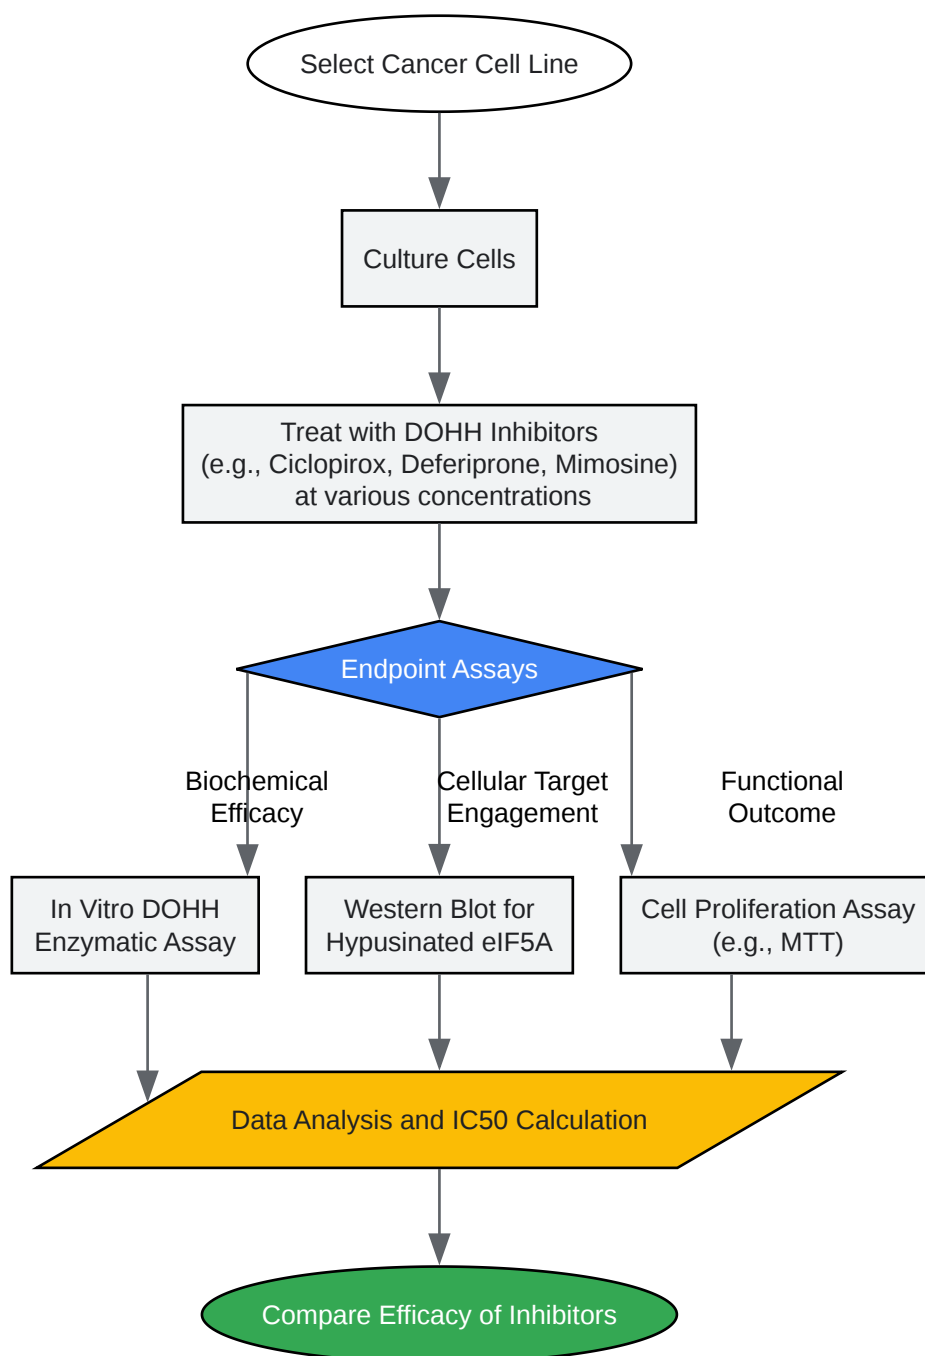 Select Cancer Cell Line
Culture Cells
Treat with DOHH Inhibitors
(e.g., Ciclopirox, Deferiprone, Mimosine)
at various concentrations
Endpoint Assays
Biochemical
Efficacy
Cellular Target
Engagement
Functional
Outcome
In Vitro DOHH
Enzymatic Assay
Western Blot for
Hypusinated eIF5A
Cell Proliferation Assay
(e.g., MTT)
Data Analysis and IC50 Calculation
Compare Efficacy of Inhibitors